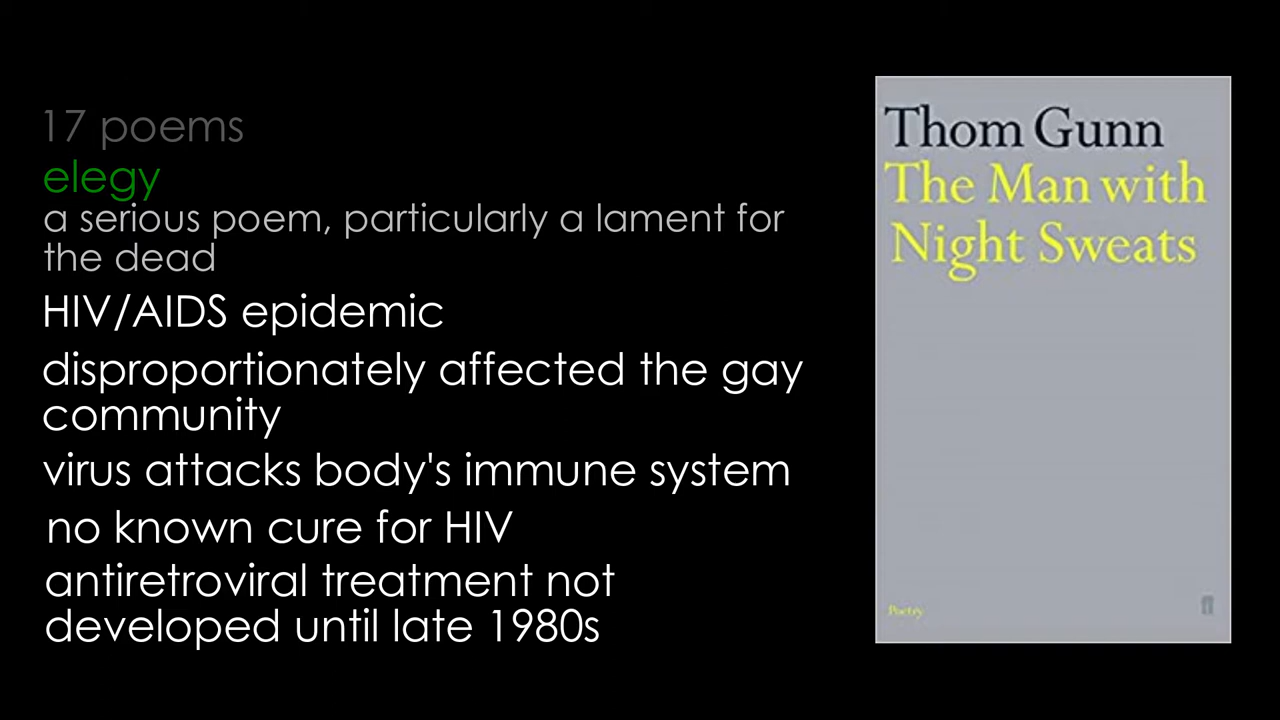 17 poems
elegy
a serious poem, particularly a lament for
the dead
HIV/AIDS epidemic
disproportionately affected the gay
community
virus attacks body's immune system
no known cure for HIV
antiretroviral treatment not
developed until late 1980s
Thom Gunn
The Man with
Night Sweats
Poetry